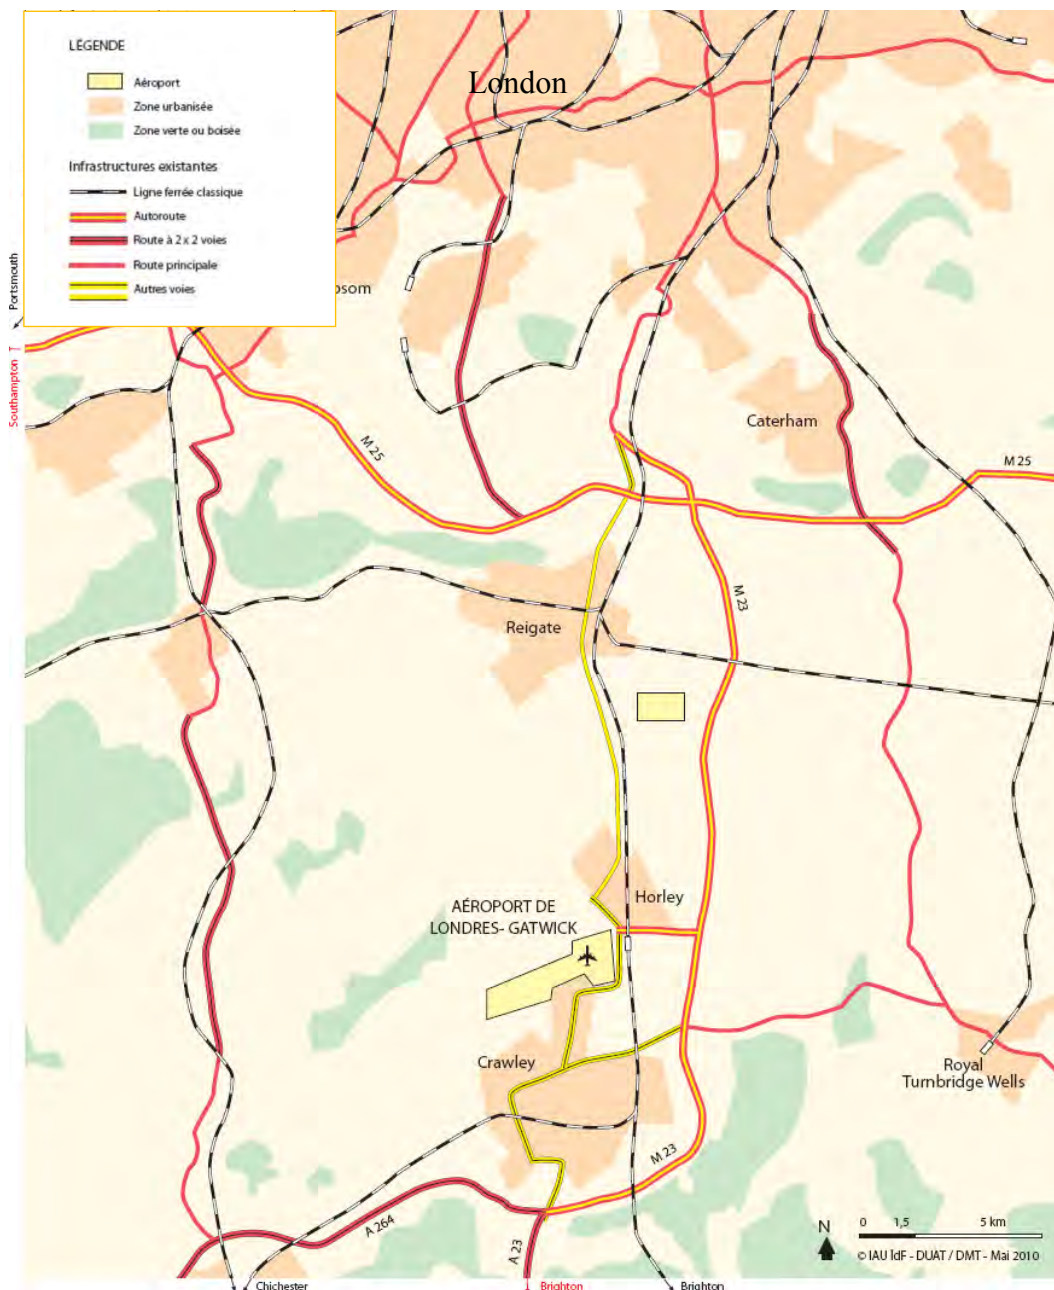 London
LÉGENDE
Aéroport
Zone urbanisée
Zone verte ou boisée
Infrastructures existantes
Ligne ferrée classique
Autoroute
Route à 2 x 2 voies
Route principale
Autres voies
Portsmouth
Southampton
Caterham
M 25
M 25
M 23
Reigate
Horley
AÉROPORT DE
LONDRES- GATWICK
Crawley
Royal
Turnbridge Wells
M 23
A 264
A 23
N
0 1,5 5 km
© IAU îdF - DUAT / DMT - Mai 2010
Chichester
Brighton
Brighton